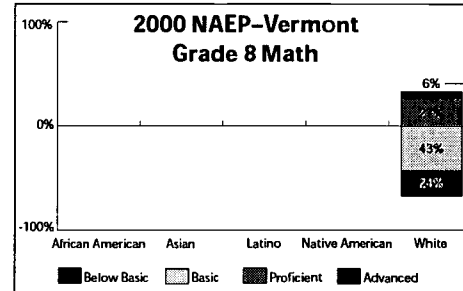 2000 NAEP–Vermont
Grade 8 Math
100%
6%
0%
43%
24%
-100%
African American Asian Latino Native American White
Below Basic Basic Proficient Advanced